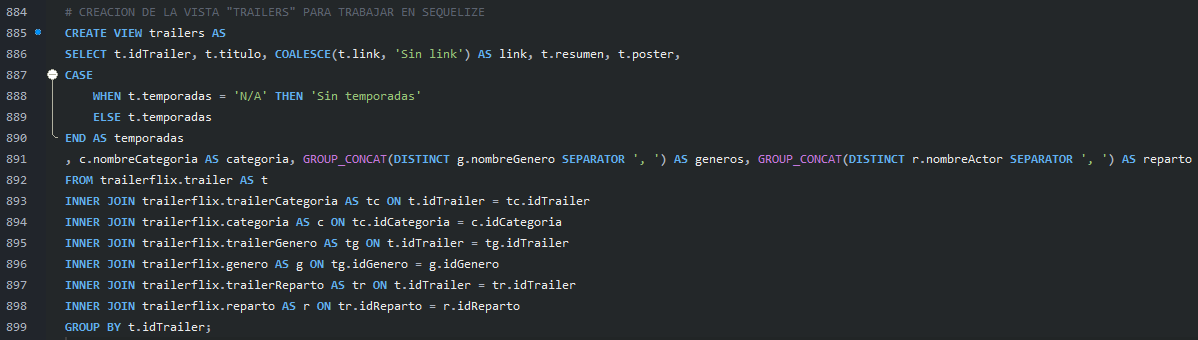 884 # CREACION DE LA VISTA "TRAILERS" PARA TRABAJAR EN SEQUELIZE
885 CREATE VIEW trailers AS
886 SELECT t.idTrailer, t.titulo, COALESCE(t.link, 'Sin link') AS link, t.resumen, t.poster,
887 CASE
888 WHEN t.temporadas = 'N/A' THEN 'Sin temporadas'
889 ELSE t.temporadas
890 END AS temporadas
891 , c.nombreCategoria AS categoria, GROUP_CONCAT(DISTINCT g.nombreGenero SEPARATOR ', ') AS generos, GROUP_CONCAT(DISTINCT r.nombreActor SEPARATOR ', ') AS reparto
892 FROM trailerflix.trailer AS t
893 INNER JOIN trailerflix.trailerCategoria AS tc ON t.idTrailer = tc.idTrailer
894 INNER JOIN trailerflix.categoria AS c ON tc.idCategoria = c.idCategoria
895 INNER JOIN trailerflix.trailerGenero AS tg ON t.idTrailer = tg.idTrailer
896 INNER JOIN trailerflix.genero AS g ON tg.idGenero = g.idGenero
897 INNER JOIN trailerflix.trailerReparto AS tr ON t.idTrailer = tr.idTrailer
898 INNER JOIN trailerflix.reparto AS r ON tr.idReparto = r.idReparto
899 GROUP BY t.idTrailer;